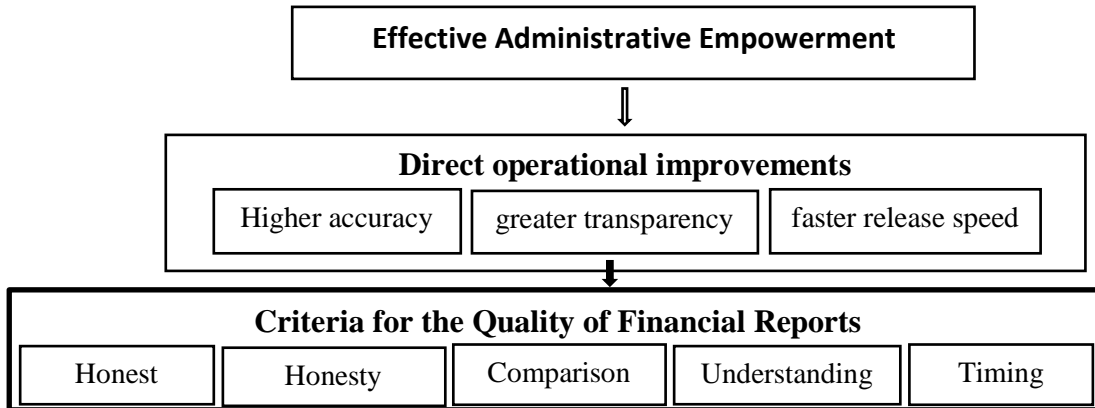 Effective Administrative Empowerment
Direct operational improvements
Higher accuracy
greater transparency
faster release speed
Criteria for the Quality of Financial Reports
Honest
Honesty
Comparison
Understanding
Timing